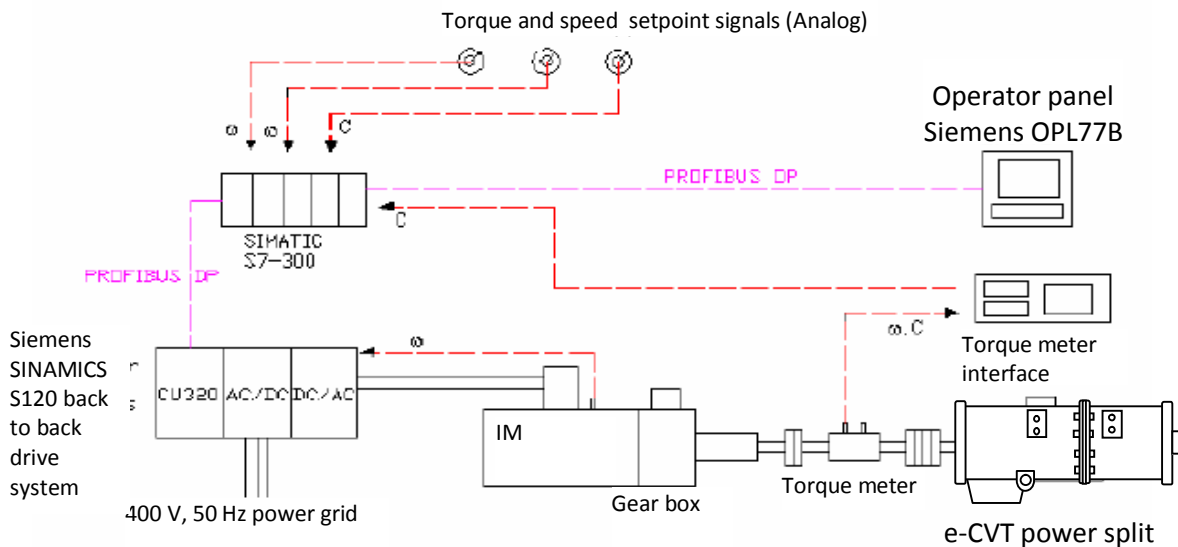 Torque and speed setpoint signals (Analog)
Operator panel
Siemens OPL77B
ω
ω
C
PROFIBUS DP
C
SIMATIC
S7-300
PROFIBUS DP
ω
ω.C
Siemens
SINAMICS
S120 back
to back
drive
system
CU320 AC/DC DC/AC
Torque meter
interface
IM
Gear box
Torque meter
400 V, 50 Hz power grid
e-CVT power split